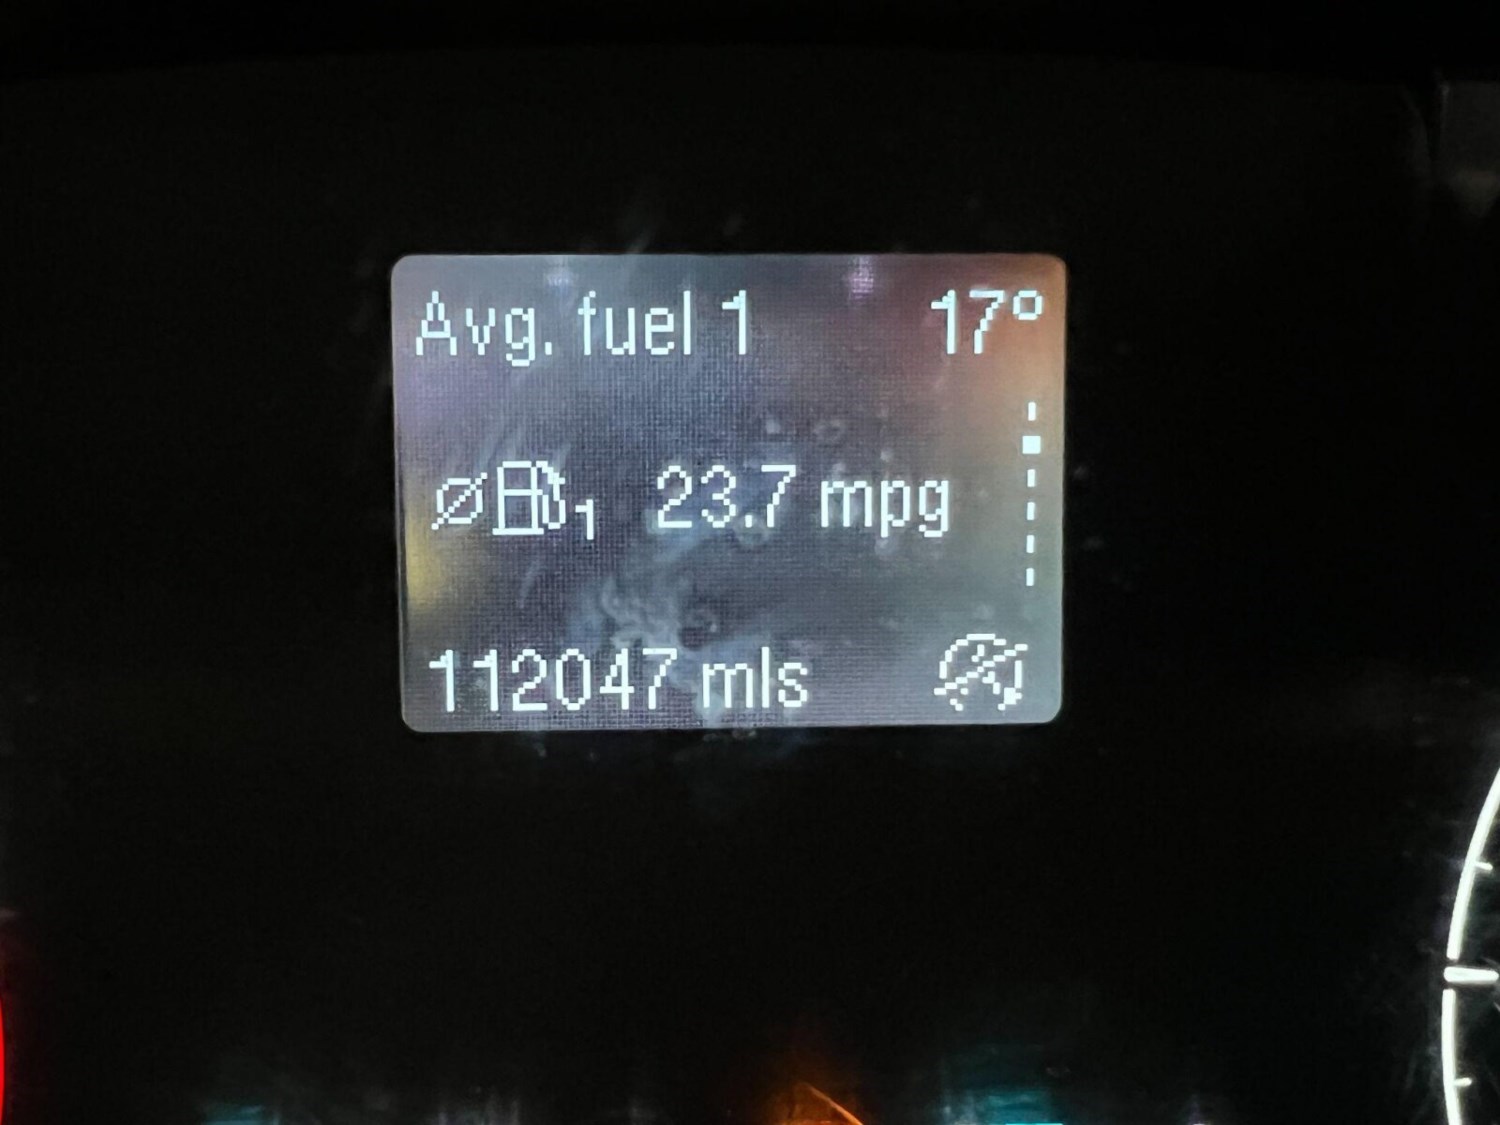 Avg. fuel 1 17°
Ø 1 23.7 mpg
112047 mls